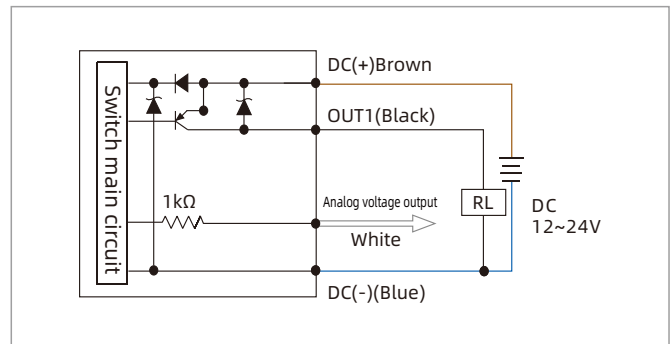 DC(+)Brown
OUT1(Black)
Switch main circuit
1kΩ
Analog voltage output
White
RL
DC
12~24V
DC(-)(Blue)